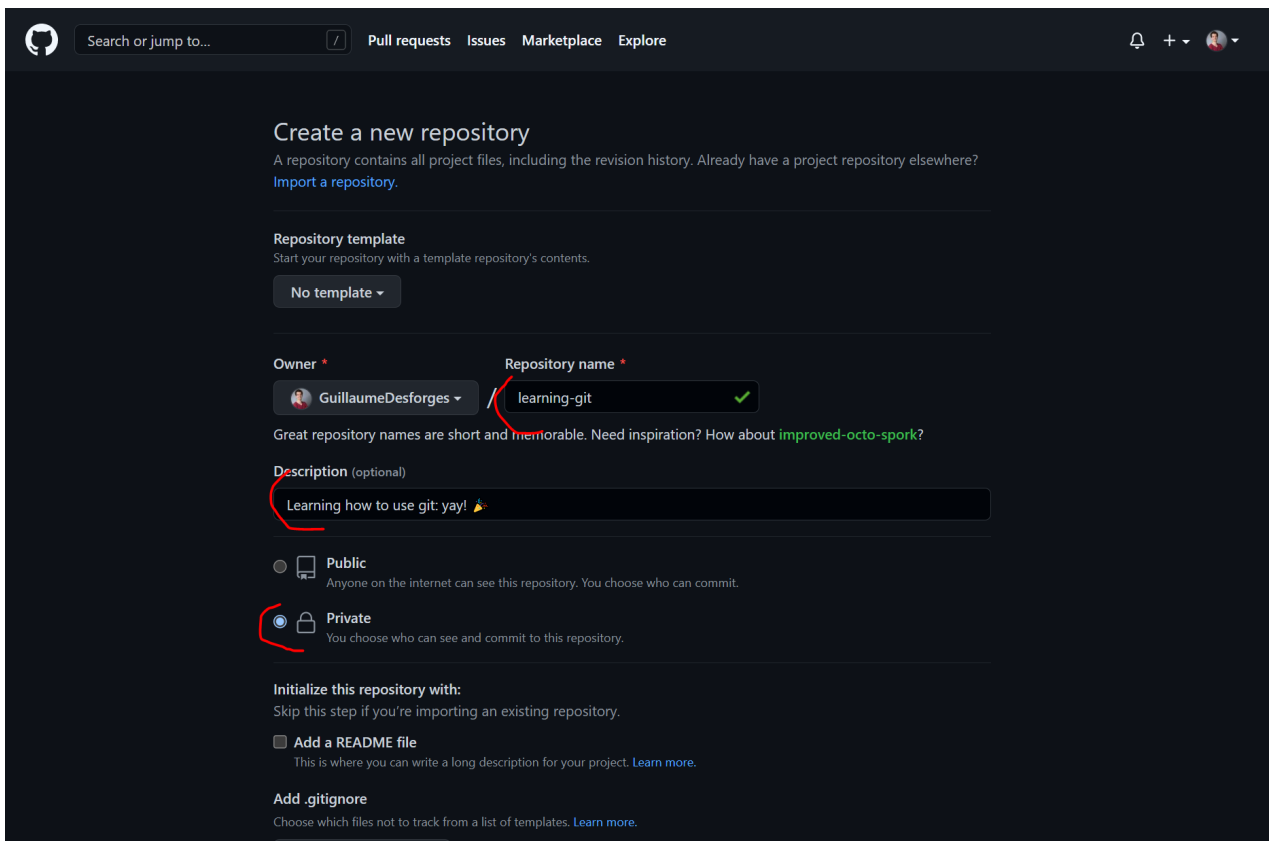 Search or jump to... /
Pull requests Issues Marketplace Explore
Create a new repository
A repository contains all project files, including the revision history. Already have a project repository elsewhere?
Import a repository.
Repository template
Start your repository with a template repository's contents.
No template
Owner * Repository name *
GuillaumeDesforges / learning-git
Great repository names are short and memorable. Need inspiration? How about improved-octo-spork?
Description (optional)
Learning how to use git: yay! 🎉
Public
Anyone on the internet can see this repository. You choose who can commit.
Private
You choose who can see and commit to this repository.
Initialize this repository with:
Skip this step if you're importing an existing repository.
Add a README file
This is where you can write a long description for your project. Learn more.
Add .gitignore
Choose which files not to track from a list of templates. Learn more.